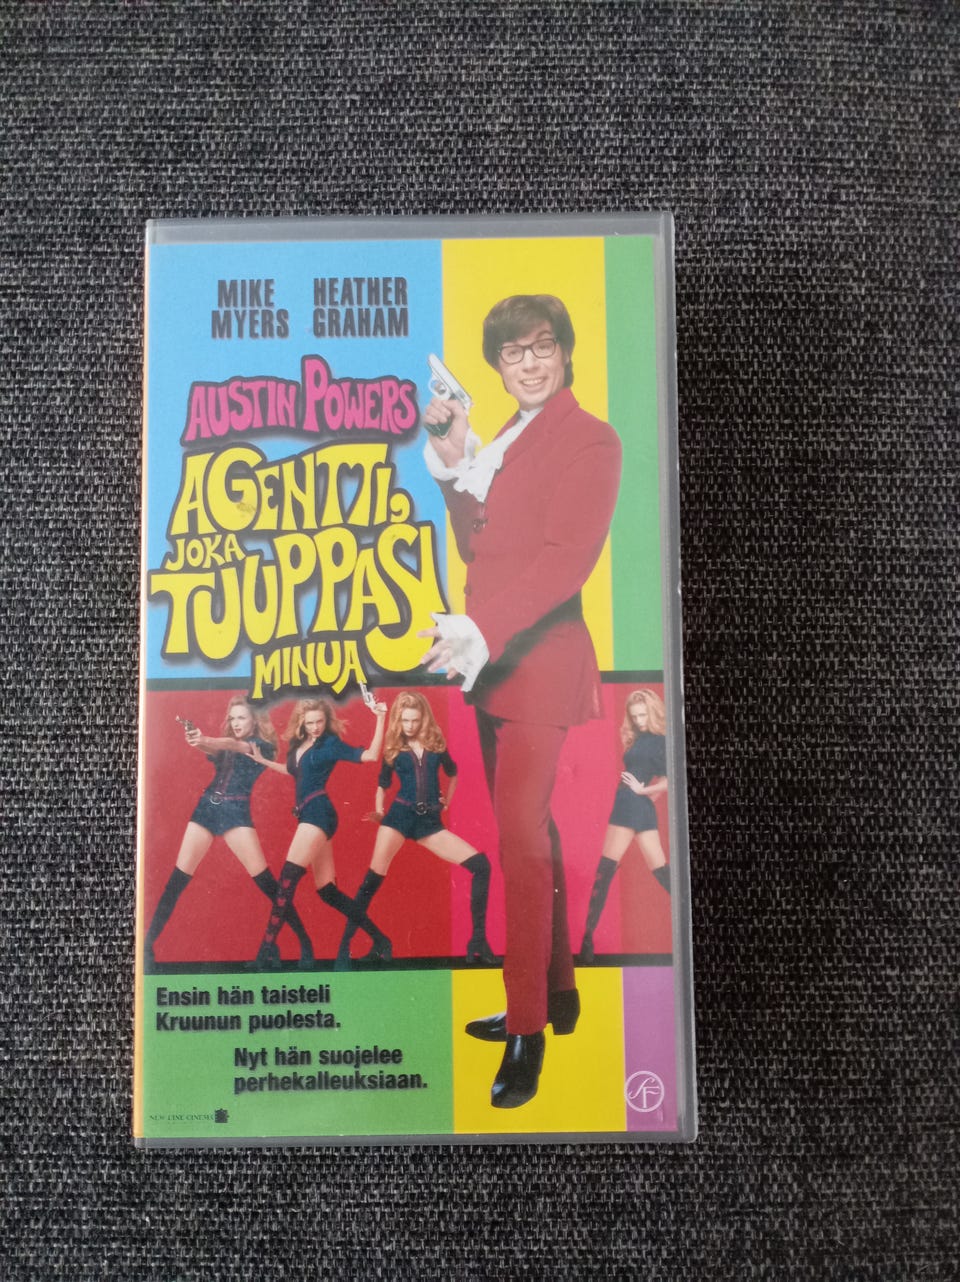 MIKE MYERS
HEATHER GRAHAM
AUSTIN POWERS
AGENTTI,
JOKA
TUUPPASI
MINUA
Ensin hän taisteli
Kruunun puolesta.
Nyt hän suojelee
perhekalleuksiaan.
NEW LINE CINEMA
SF